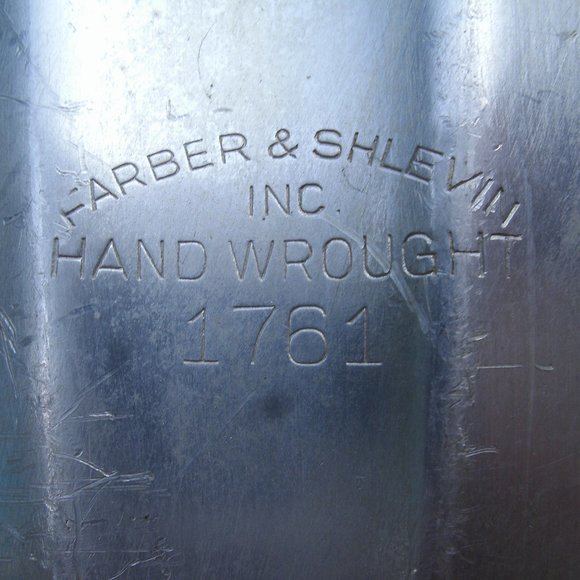 FARBER & SHLEVIN
INC.
HAND WROUGHT
1761